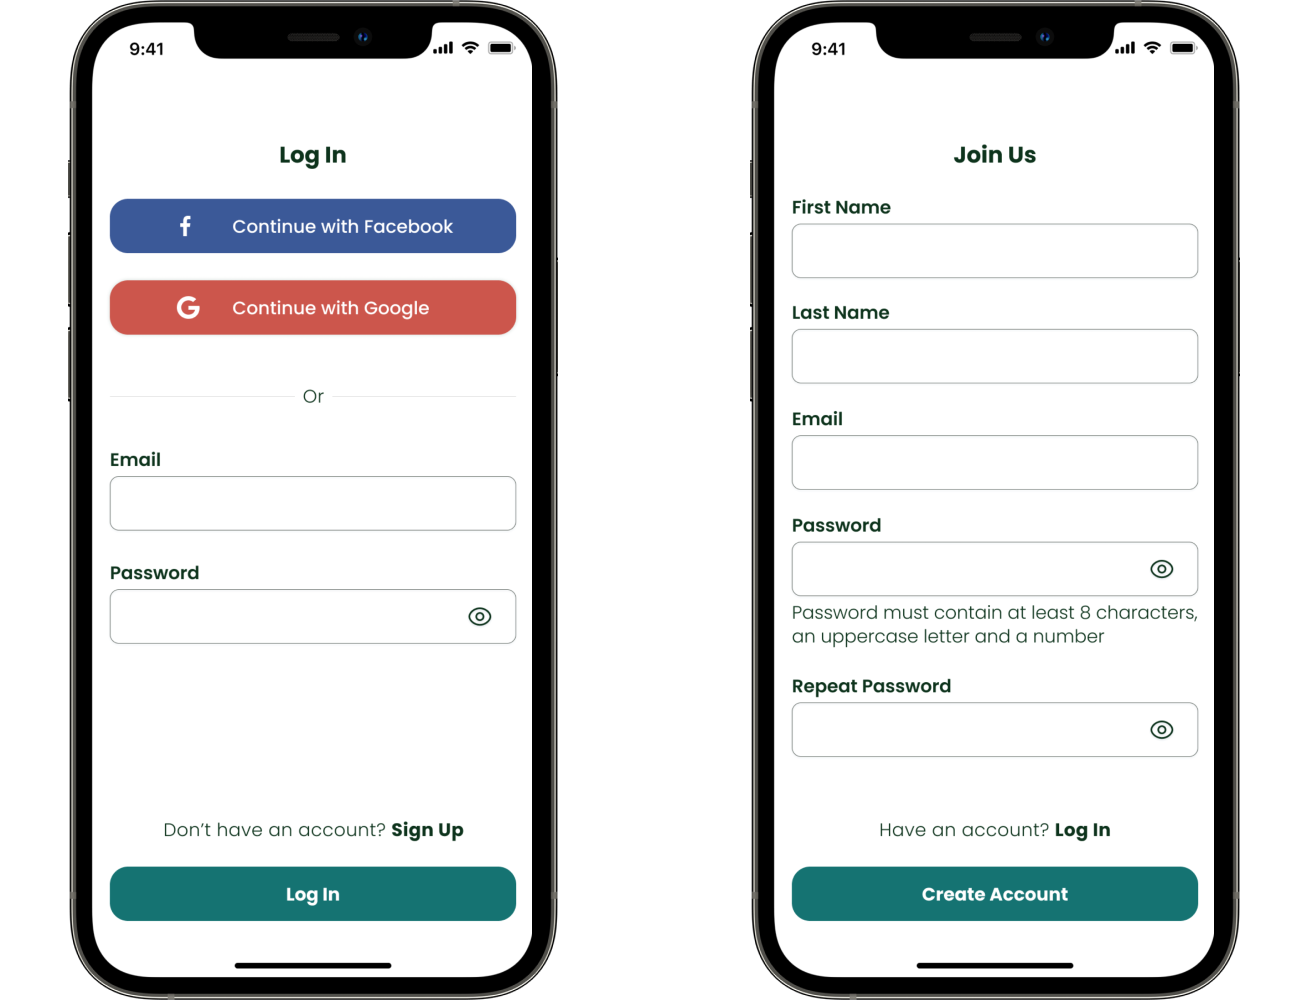 9:41
Log In
Continue with Facebook
Continue with Google
Or
Email
Password
Don’t have an account? Sign Up
Log In
9:41
Join Us
First Name
Last Name
Email
Password
Password must contain at least 8 characters,
an uppercase letter and a number
Repeat Password
Have an account? Log In
Create Account